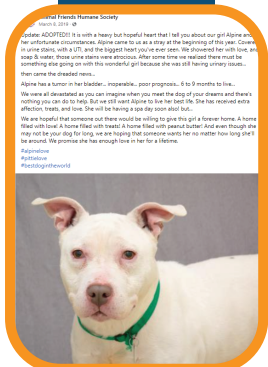 nimal Friends Humane Society
March 6, 2019 ·
Update: ADOPTED!!! It is with a heavy but hopeful heart that I tell you about our girl Alpine and
her unfortunate circumstances. Alpine came to us as a stray at the beginning of this year. Covere
in urine stains, with a UTI, and the biggest heart you've ever seen. We showered her with love, and
soap & water, those urine stains were atrocious. After some time we realized there must be
something else going on with this wonderful girl because she was still having urinary issues...
then came the dreaded news...
Alpine has a tumor in her bladder... inoperable... poor prognosis... 6 to 9 months to live...
We were all devastated as you can imagine when you meet the dog of your dreams and there's
nothing you can do to help. But we still want Alpine to live her best life. She has received extra
affection, treats, and love. She will be having a spa day soon also! but..
We are hopeful that someone out there would be willing to give this girl a forever home. A home
filled with love! A home filled with treats! A home filled with peanut butter! And even though she
may not be your dog for long, we are hoping that someone wants her no matter how long she'll
be around. We promise she has enough love in her for a lifetime.
#alpinelove
#pittielove
#bestdogintheworld